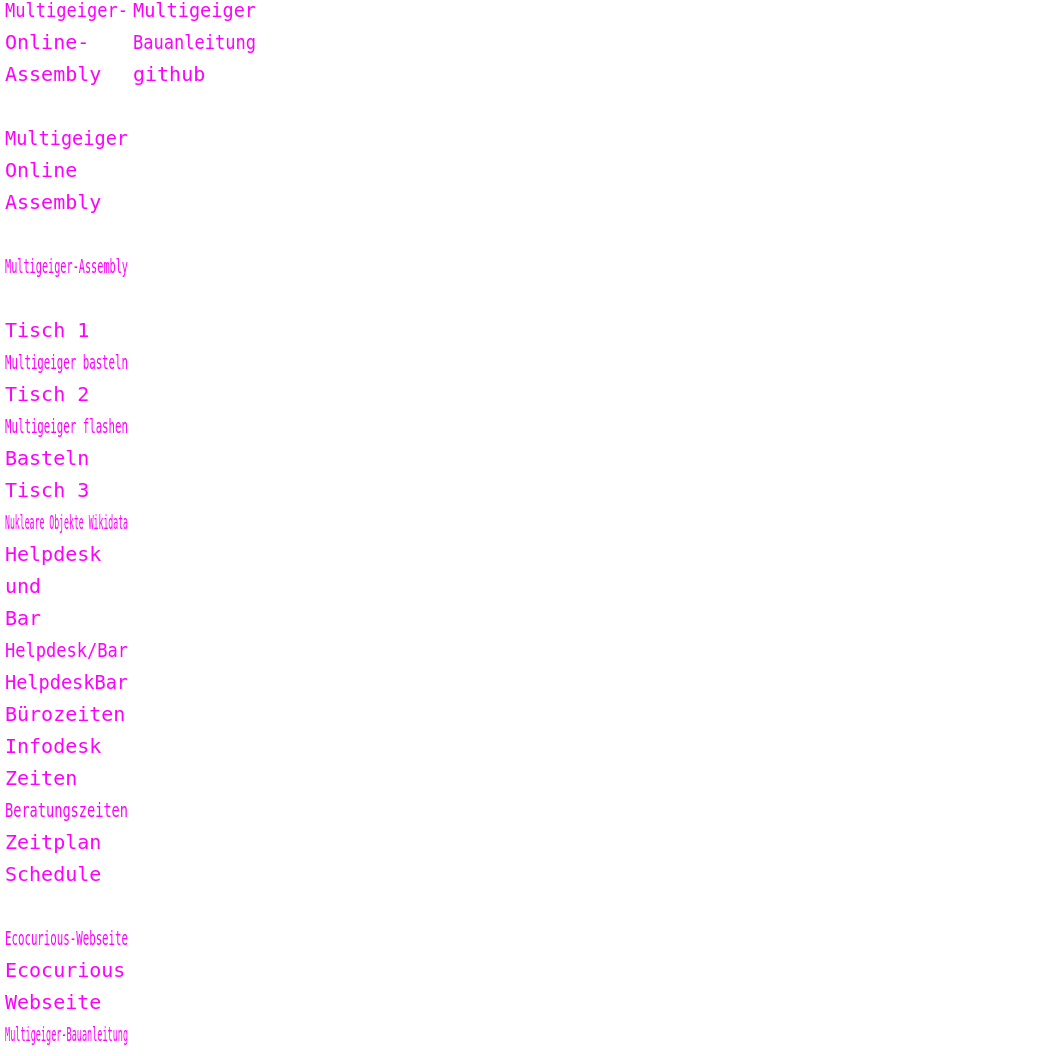 Multigeiger- Multigeiger
Online- Bauanleitung
Assembly github
Multigeiger
Online
Assembly
Multigeiger-Assembly
Tisch 1
Multigeiger basteln
Tisch 2
Multigeiger flashen
Basteln
Tisch 3
Nukleare Objekte Wikidata
Helpdesk
und
Bar
Helpdesk/Bar
HelpdeskBar
Bürozeiten
Infodesk
Zeiten
Beratungszeiten
Zeitplan
Schedule
Ecocurious-Webseite
Ecocurious
Webseite
Multigeiger-Bauanleitung